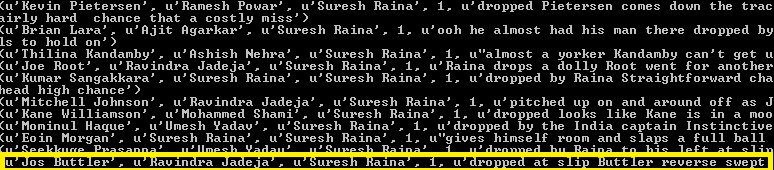 (u'Kevin Pietersen', u'Ramesh Powar', u'Suresh Raina', 1, u'dropped Pietersen comes down the trac
airly hard  chance that a costly miss')
(u'Brian Lara', u'Ajit Agarkar', u'Suresh Raina', 1, u'ooh he almost had his man there dropped by
ls to hold on')
(u'Thilina Kandamby', u'Ashish Nehra', u'Suresh Raina', 1, u"almost a yorker Kandamby can't get u
(u'Joe Root', u'Ravindra Jadeja', u'Suresh Raina', 1, u'Raina drops a dolly Root went for another
(u'Kumar Sangakkara', u'Suresh Raina', u'Suresh Raina', 1, u'dropped by Raina Straightforward cha
head high chance')
(u'Mitchell Johnson', u'Ravindra Jadeja', u'Suresh Raina', 1, u'pitched up on and around off as J
(u'Kane Williamson', u'Mohammed Shami', u'Suresh Raina', 1, u'dropped looks like Kane is in a moo
(u'Mominul Haque', u'Umesh Yadav', u'Suresh Raina', 1, u'dropped by the India captain Instinctive
(u'Eoin Morgan', u'Suresh Raina', u'Suresh Raina', 1, u"gives himself room and slaps a full ball
(u'Seekkuge Prasanna', u'Umesh Yadav', u'Suresh Raina', 1, u'dropped by Raina to his left at slip
u'Jos Buttler', u'Ravindra Jadeja', u'Suresh Raina', 1, u'dropped at slip Buttler reverse swept